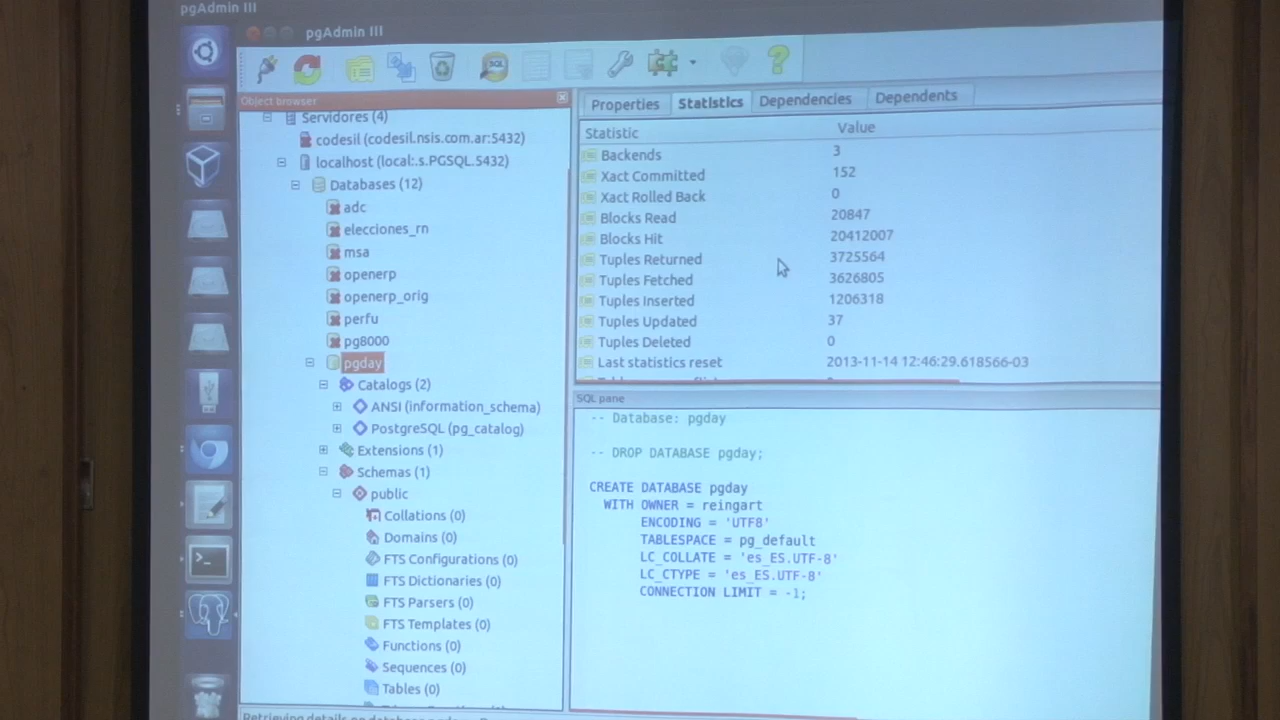 pgAdmin III
pgAdmin III
SQL
Object browser
Servidores (4)
codesil (codesil.nsis.com.ar:5432)
localhost (local:.s.PGSQL.5432)
Databases (12)
adc
elecciones_rn
msa
openerp
openerp_orig
perfu
pg8000
pgday
Catalogs (2)
ANSI (information_schema)
PostgreSQL (pg_catalog)
Extensions (1)
Schemas (1)
public
Collations (0)
Domains (0)
FTS Configurations (0)
FTS Dictionaries (0)
FTS Parsers (0)
FTS Templates (0)
Functions (0)
Sequences (0)
Tables (0)
Retrieving details on database pgday
Properties Statistics Dependencies Dependents
Statistic Value
Backends 3
Xact Committed 152
Xact Rolled Back 0
Blocks Read 20847
Blocks Hit 20412007
Tuples Returned 3725564
Tuples Fetched 3626805
Tuples Inserted 1206318
Tuples Updated 37
Tuples Deleted 0
Last statistics reset 2013-11-14 12:46:29.618566-03
SQL pane
-- Database: pgday
-- DROP DATABASE pgday;
CREATE DATABASE pgday
WITH OWNER = reingart
ENCODING = 'UTF8'
TABLESPACE = pg_default
LC_COLLATE = 'es_ES.UTF-8'
LC_CTYPE = 'es_ES.UTF-8'
CONNECTION LIMIT = -1;